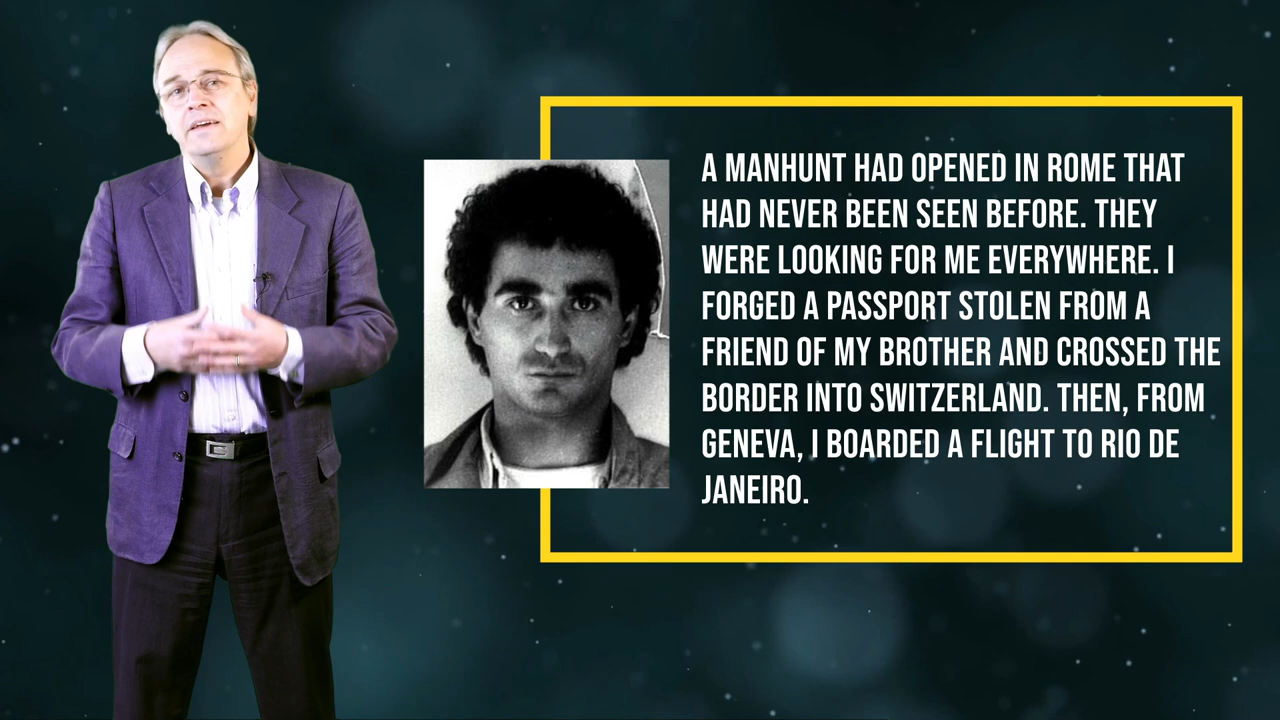 A MANHUNT HAD OPENED IN ROME THAT
HAD NEVER BEEN SEEN BEFORE. THEY
WERE LOOKING FOR ME EVERYWHERE. I
FORGED A PASSPORT STOLEN FROM A
FRIEND OF MY BROTHER AND CROSSED THE
BORDER INTO SWITZERLAND. THEN, FROM
GENEVA, I BOARDED A FLIGHT TO RIO DE
JANEIRO.